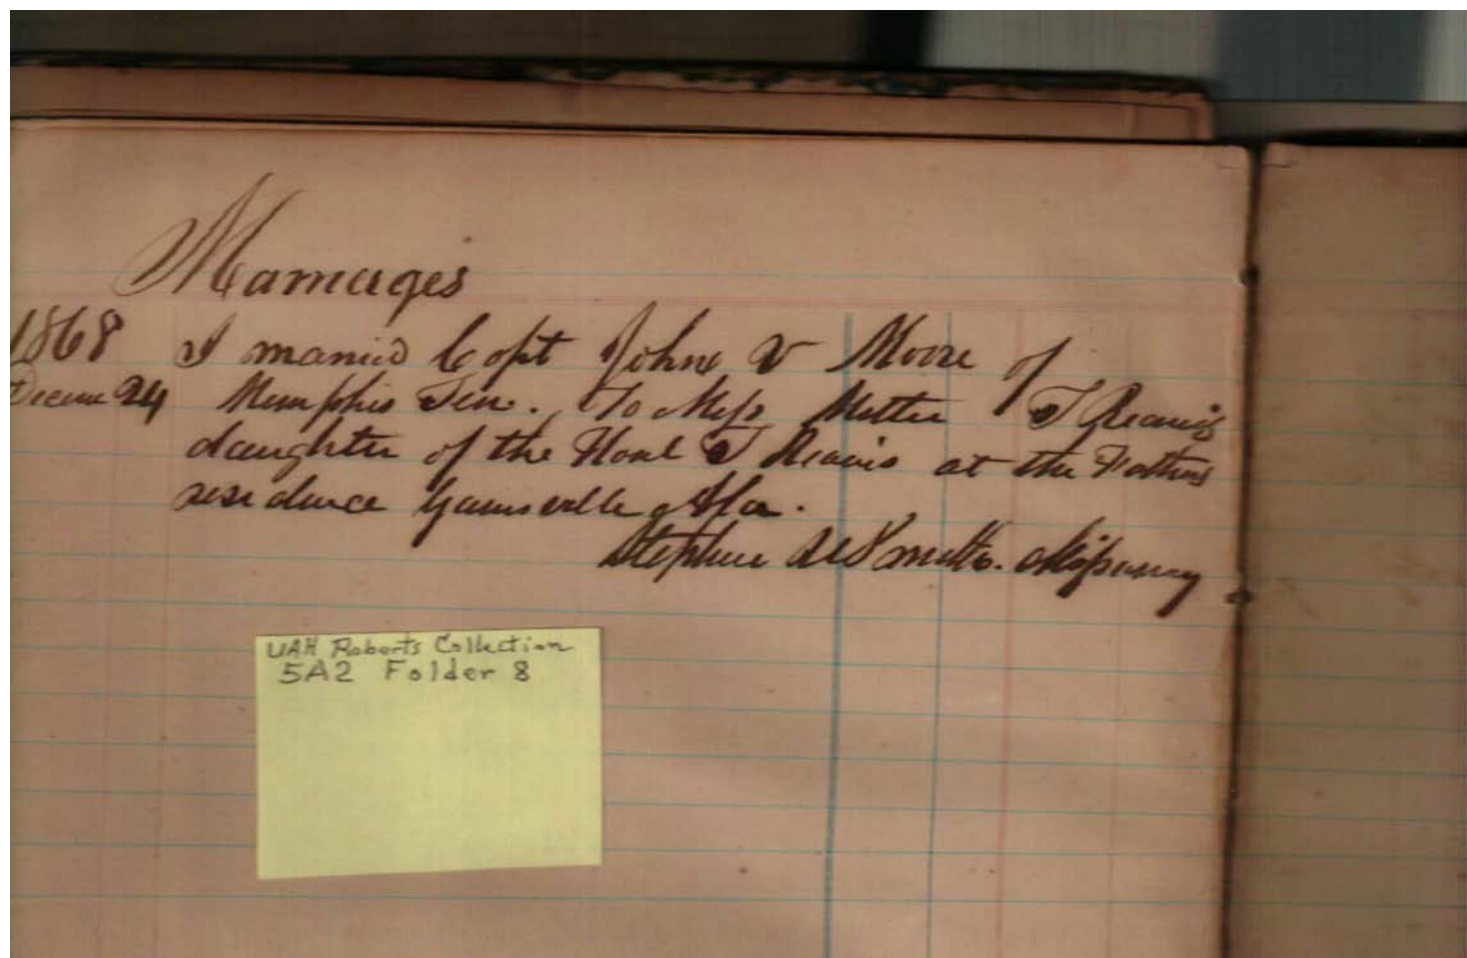 Marriages
1868 I married Capt John V Moore of
Decem 24 Memphis Ten. To Miss Mattie T Reavis
daughter of the Honl T Reavis at the Fathers
residence Gainsville Ala.
Stephen Smith. Missionary
UAH Roberts Collection
5A2 Folder 8